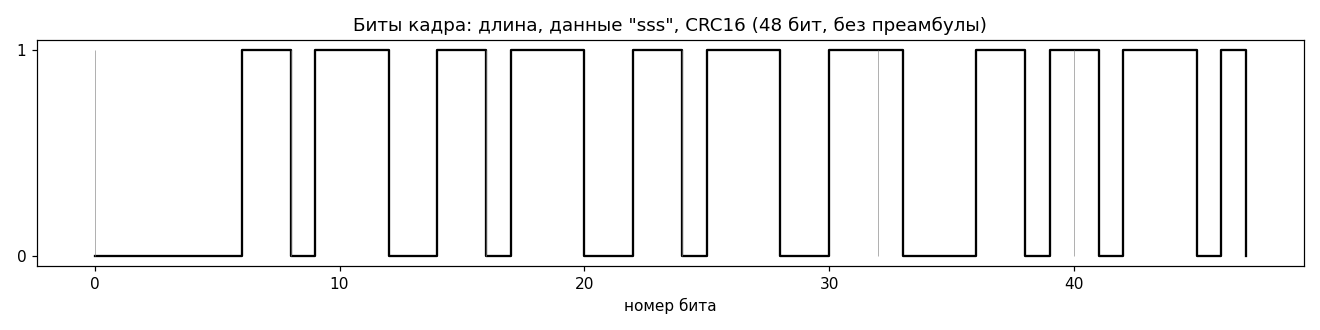 Биты кадра: длина, данные "sss", CRC16 (48 бит, без преамбулы)
1
0
0 10 20 30 40
номер бита